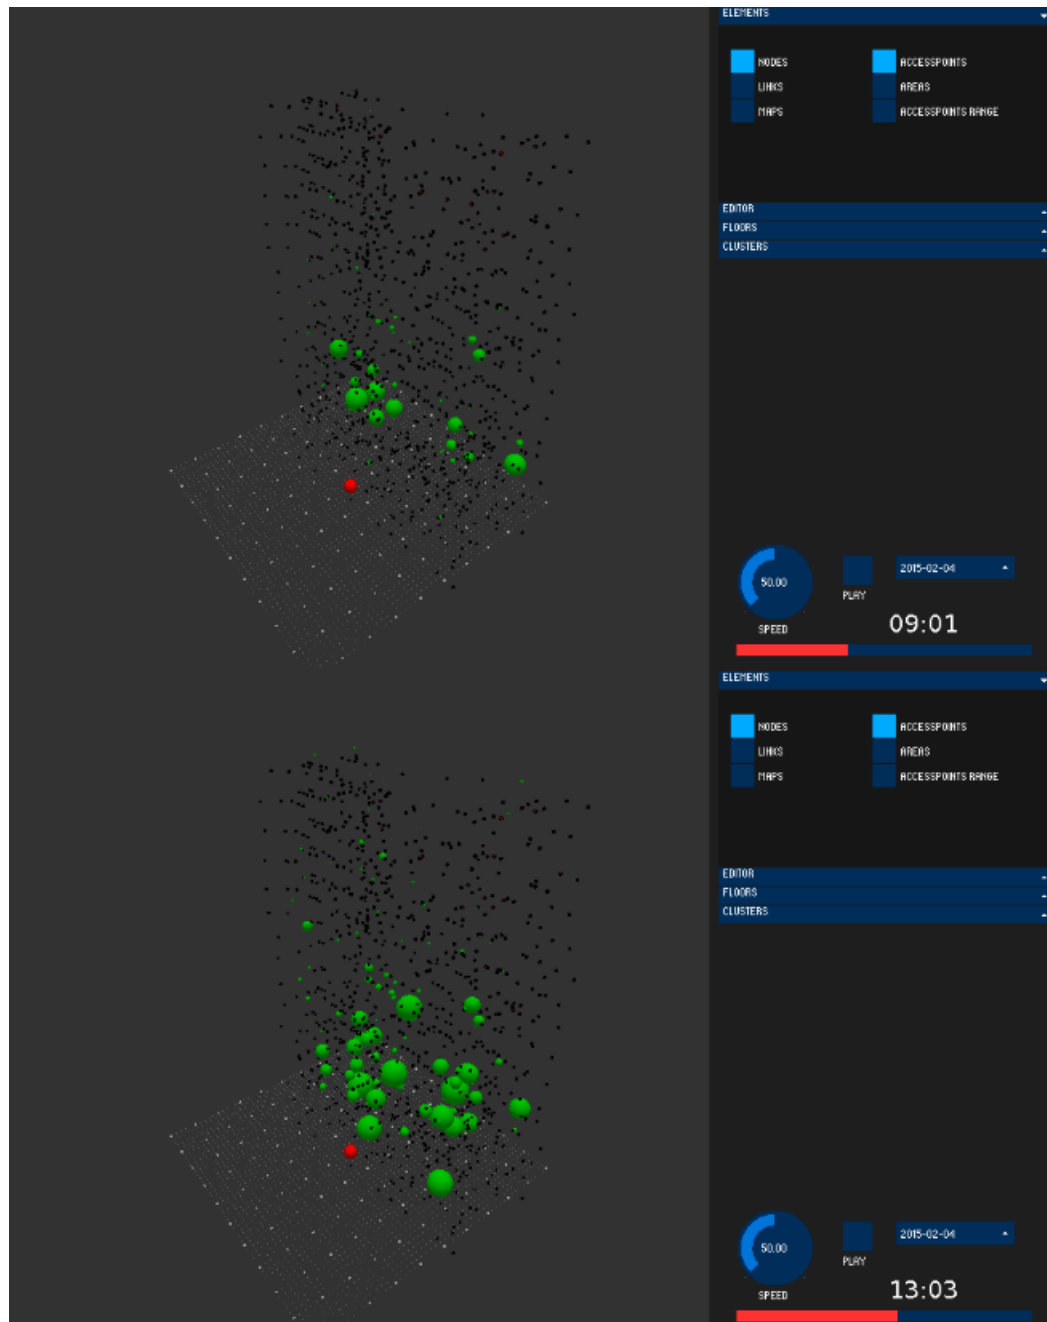 ELEMENTS
NODES ACCESSPOINTS
LINKS AREAS
MAPS ACCESSPOINTS RANGE
EDITOR
FLOORS
CLUSTERS
50.00 2015-02-04
PLAY
SPEED 09:01
ELEMENTS
NODES ACCESSPOINTS
LINKS AREAS
MAPS ACCESSPOINTS RANGE
EDITOR
FLOORS
CLUSTERS
50.00 2015-02-04
PLAY
SPEED 13:03